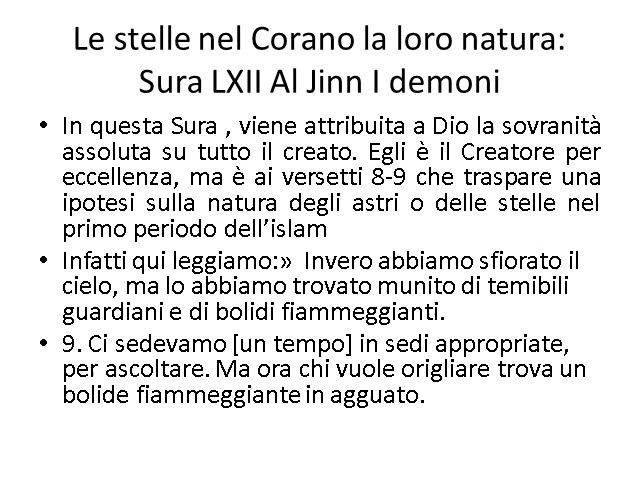 Le stelle nel Corano la loro natura:
Sura LXII Al Jinn I demoni
• In questa Sura , viene attribuita a Dio la sovranità
assoluta su tutto il creato. Egli è il Creatore per
eccellenza, ma è ai versetti 8-9 che traspare una
ipotesi sulla natura degli astri o delle stelle nel
primo periodo dell’islam
• Infatti qui leggiamo:» Invero abbiamo sfiorato il
cielo, ma lo abbiamo trovato munito di temibili
guardiani e di bolidi fiammeggianti.
• 9. Ci sedevamo [un tempo] in sedi appropriate,
per ascoltare. Ma ora chi vuole origliare trova un
bolide fiammeggiante in agguato.